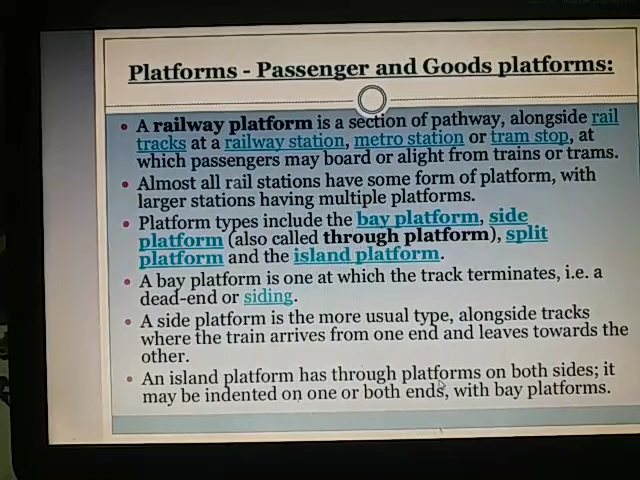 Platforms - Passenger and Goods platforms:
• A railway platform is a section of pathway, alongside rail
tracks at a railway station, metro station or tram stop, at
which passengers may board or alight from trains or trams.
• Almost all rail stations have some form of platform, with
larger stations having multiple platforms.
• Platform types include the bay platform, side
platform (also called through platform), split
platform and the island platform.
• A bay platform is one at which the track terminates, i.e. a
dead-end or siding.
• A side platform is the more usual type, alongside tracks
where the train arrives from one end and leaves towards the
other.
• An island platform has through platforms on both sides; it
may be indented on one or both ends, with bay platforms.